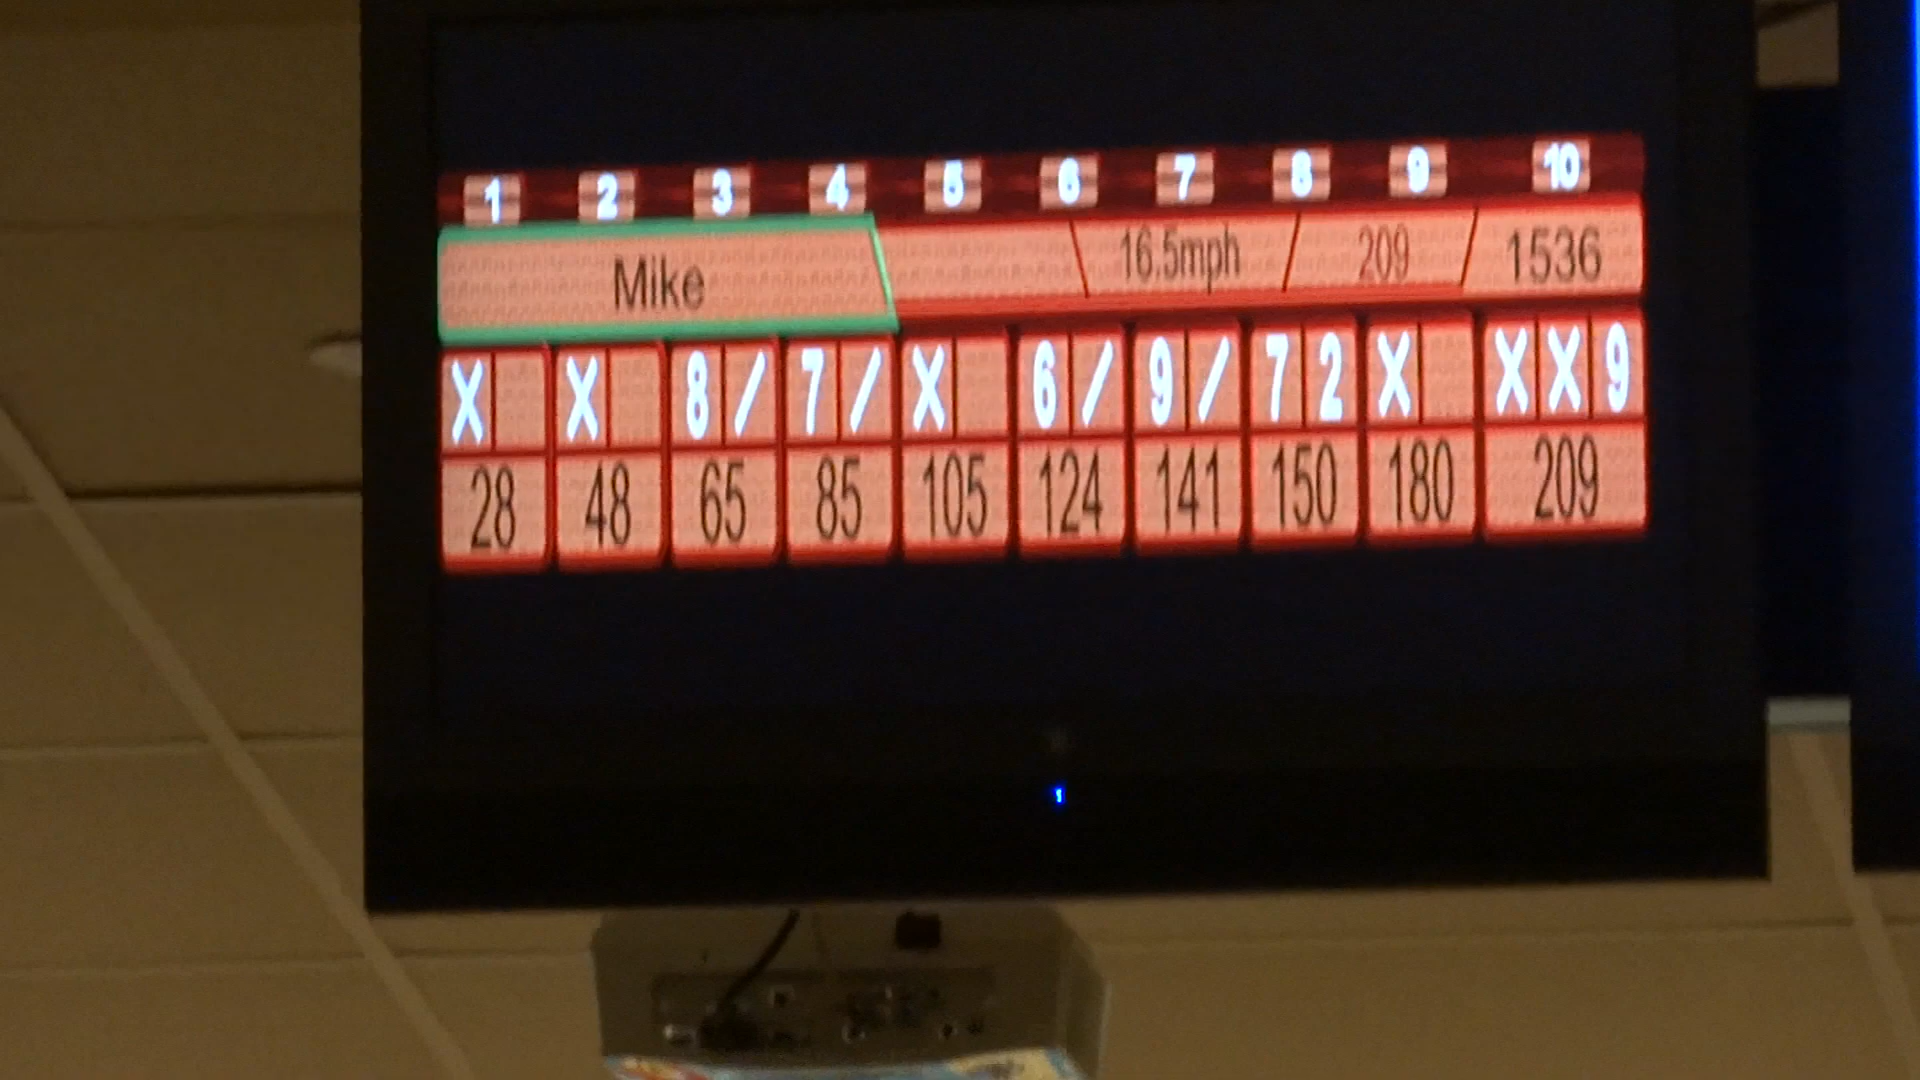 1 2 3 4 5 6 7 8 9 10
Mike 16.5mph 209 1536
X X 8 / 7 / X 6 / 9 / 7 2 X X X 9
28 48 65 85 105 124 141 150 180 209